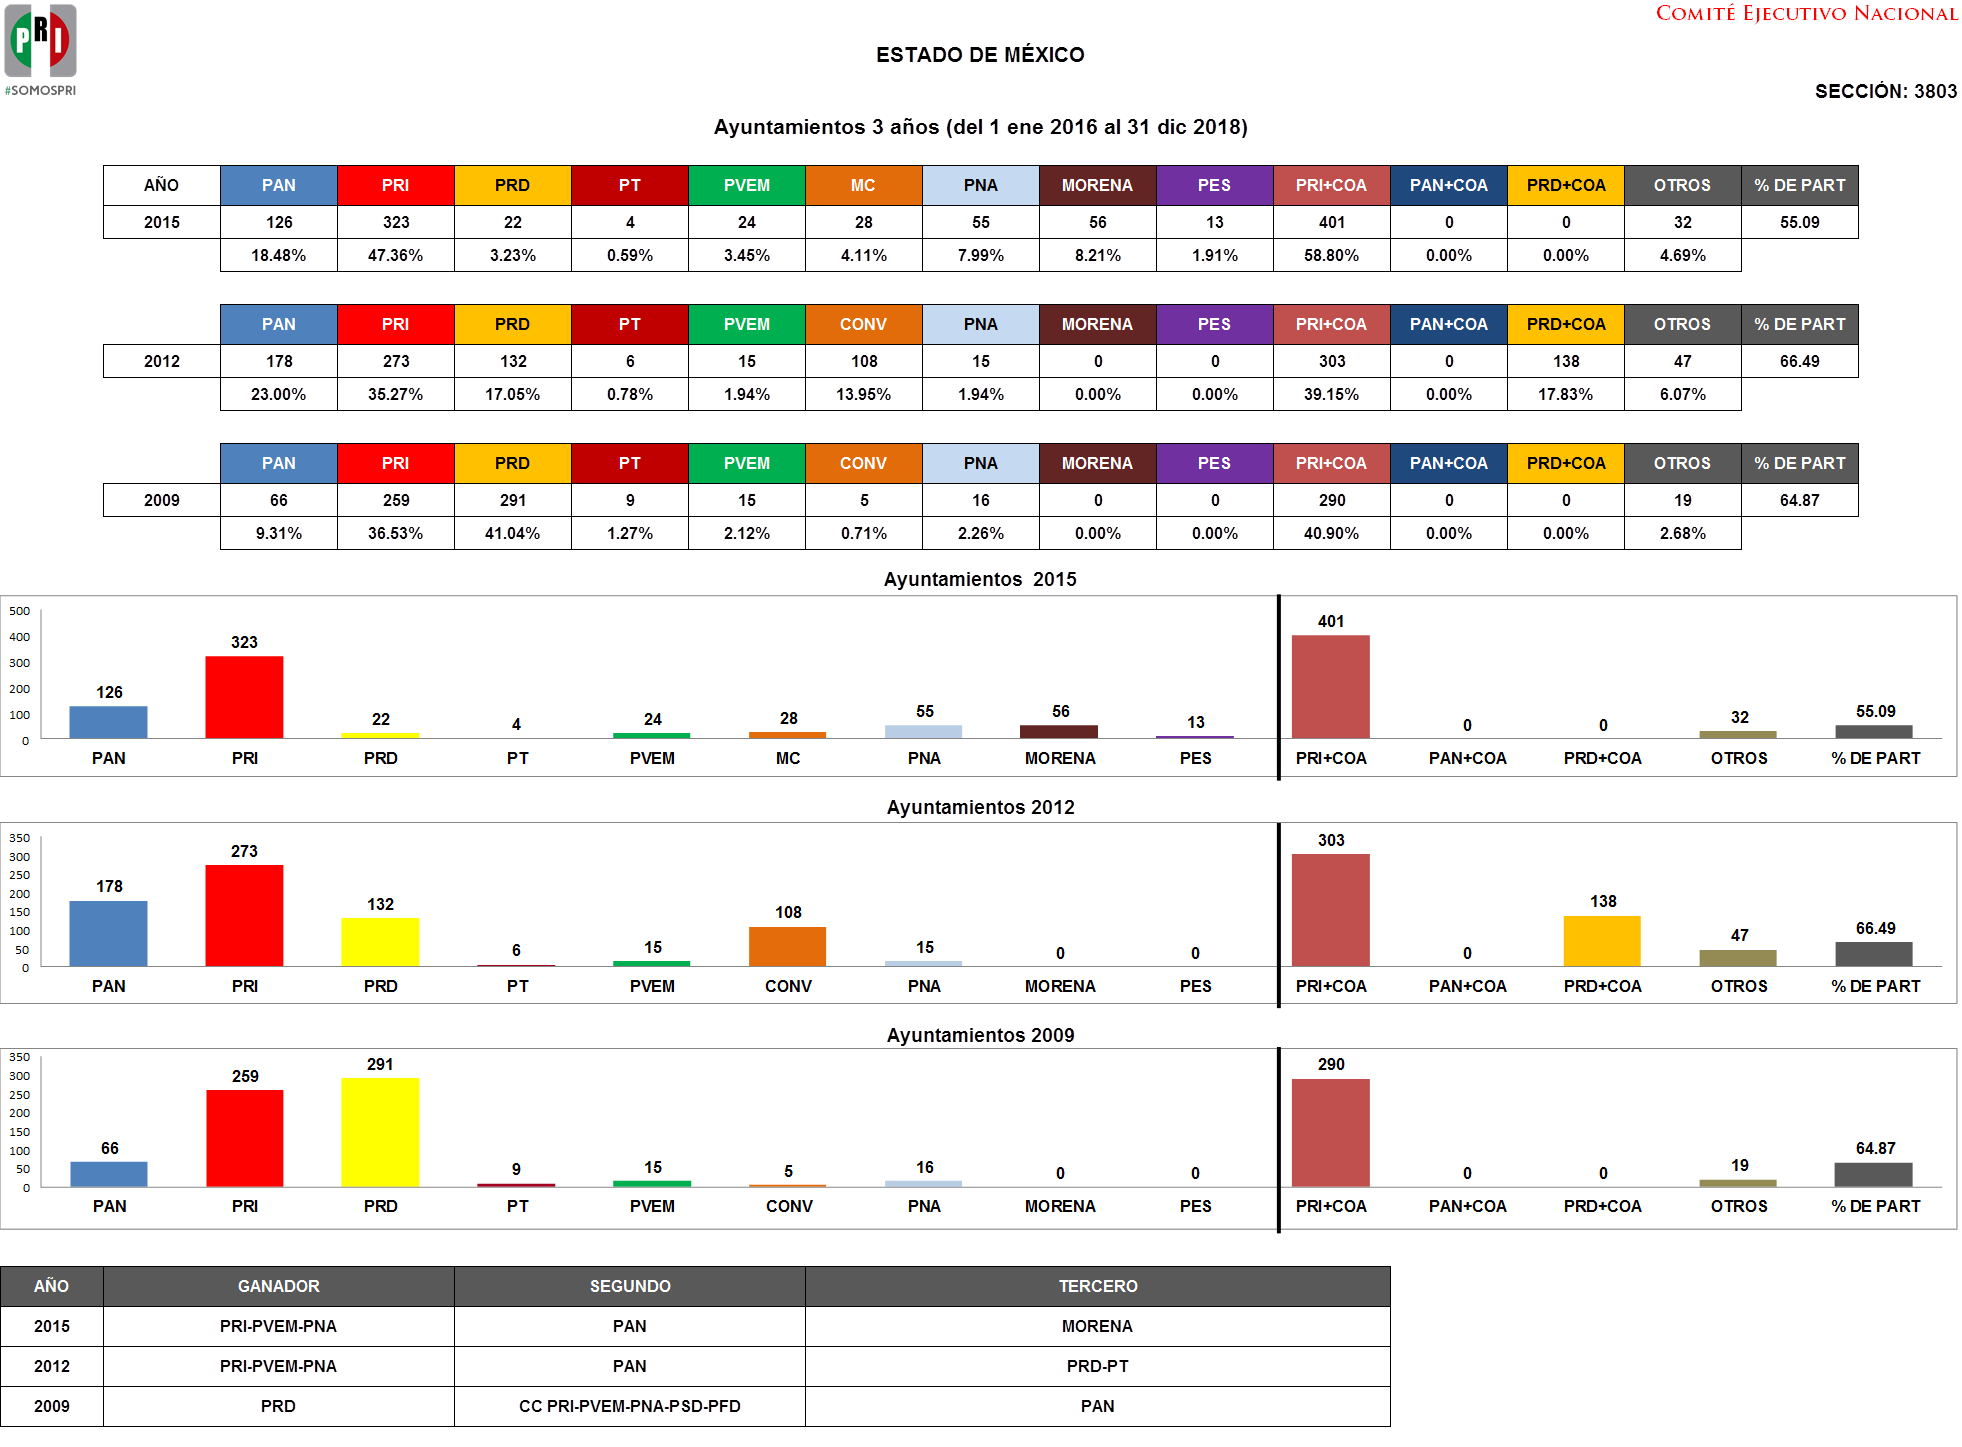 PRI
#SOMOSPRI
COMITÉ EJECUTIVO NACIONAL
ESTADO DE MÉXICO
SECCIÓN: 3803
Ayuntamientos 3 años (del 1 ene 2016 al 31 dic 2018)
AÑO PAN PRI PRD PT PVEM MC PNA MORENA PES PRI+COA PAN+COA PRD+COA OTROS % DE PART
2015 126 323 22 4 24 28 55 56 13 401 0 0 32 55.09
18.48% 47.36% 3.23% 0.59% 3.45% 4.11% 7.99% 8.21% 1.91% 58.80% 0.00% 0.00% 4.69%
PAN PRI PRD PT PVEM CONV PNA MORENA PES PRI+COA PAN+COA PRD+COA OTROS % DE PART
2012 178 273 132 6 15 108 15 0 0 303 0 138 47 66.49
23.00% 35.27% 17.05% 0.78% 1.94% 13.95% 1.94% 0.00% 0.00% 39.15% 0.00% 17.83% 6.07%
PAN PRI PRD PT PVEM CONV PNA MORENA PES PRI+COA PAN+COA PRD+COA OTROS % DE PART
2009 66 259 291 9 15 5 16 0 0 290 0 0 19 64.87
9.31% 36.53% 41.04% 1.27% 2.12% 0.71% 2.26% 0.00% 0.00% 40.90% 0.00% 0.00% 2.68%
Ayuntamientos 2015
500
400
300
200
100
0
126 323 22 4 24 28 55 56 13 401 0 0 32 55.09
PAN PRI PRD PT PVEM MC PNA MORENA PES PRI+COA PAN+COA PRD+COA OTROS % DE PART
Ayuntamientos 2012
350
300
250
200
150
100
50
0
178 273 132 6 15 108 15 0 0 303 0 138 47 66.49
PAN PRI PRD PT PVEM CONV PNA MORENA PES PRI+COA PAN+COA PRD+COA OTROS % DE PART
Ayuntamientos 2009
350
300
250
200
150
100
50
0
66 259 291 9 15 5 16 0 0 290 0 0 19 64.87
PAN PRI PRD PT PVEM CONV PNA MORENA PES PRI+COA PAN+COA PRD+COA OTROS % DE PART
AÑO GANADOR SEGUNDO TERCERO
2015 PRI-PVEM-PNA PAN MORENA
2012 PRI-PVEM-PNA PAN PRD-PT
2009 PRD CC PRI-PVEM-PNA-PSD-PFD PAN